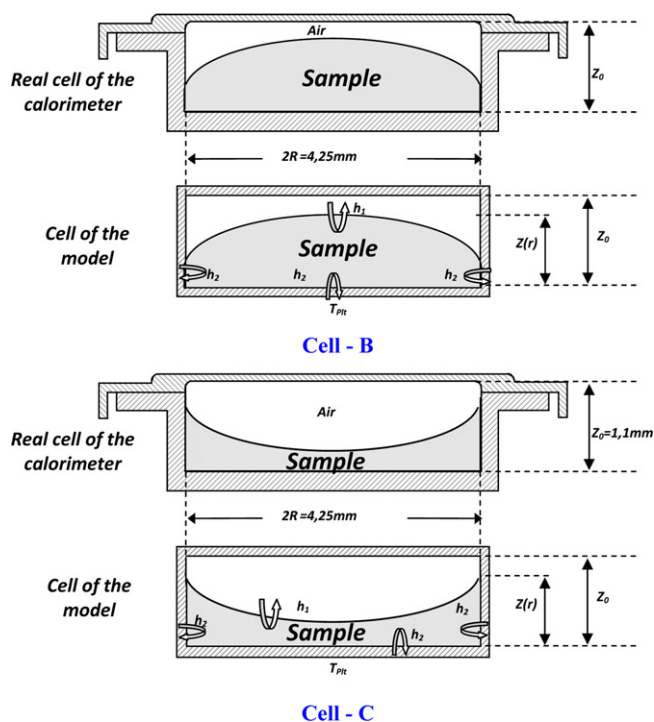 Air
Real cell of the
calorimeter
Sample
Z₀
2R=4,25mm
Cell of the
model
h₁
Sample
Z(r)
Z₀
h₂
h₂
h₂
T_Plt
Cell - B
Real cell of the
calorimeter
Air
Sample
Z₀=1,1mm
2R=4,25mm
Cell of the
model
h₁
h₂
Z(r)
Z₀
h₂
Sample
h₂
T_Plt
Cell - C